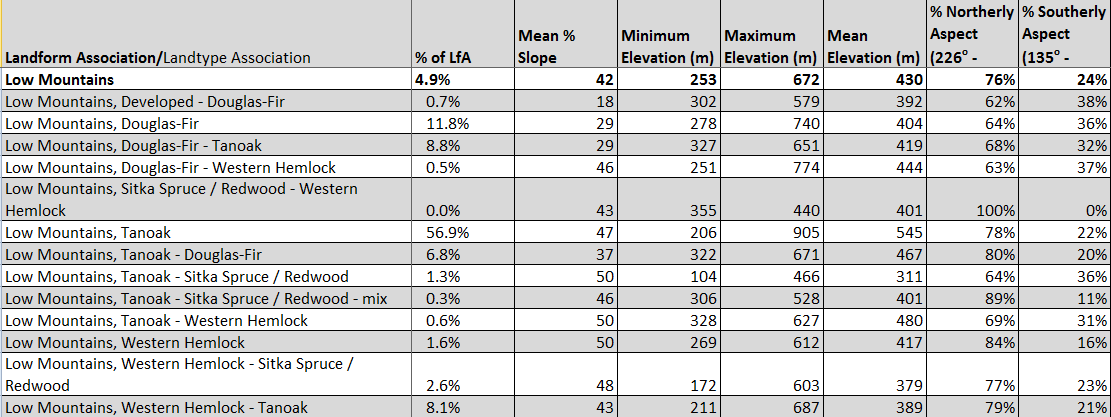 Landform Association/Landtype Association % of LfA Mean % Slope Minimum Elevation (m) Maximum Elevation (m) Mean Elevation (m) % Northerly Aspect (226° - % Southerly Aspect (135° -
Low Mountains 4.9% 42 253 672 430 76% 24%
Low Mountains, Developed - Douglas-Fir 0.7% 18 302 579 392 62% 38%
Low Mountains, Douglas-Fir 11.8% 29 278 740 404 64% 36%
Low Mountains, Douglas-Fir - Tanoak 8.8% 29 327 651 419 68% 32%
Low Mountains, Douglas-Fir - Western Hemlock 0.5% 46 251 774 444 63% 37%
Low Mountains, Sitka Spruce / Redwood - Western
Hemlock 0.0% 43 355 440 401 100% 0%
Low Mountains, Tanoak 56.9% 47 206 905 545 78% 22%
Low Mountains, Tanoak - Douglas-Fir 6.8% 37 322 671 467 80% 20%
Low Mountains, Tanoak - Sitka Spruce / Redwood 1.3% 50 104 466 311 64% 36%
Low Mountains, Tanoak - Sitka Spruce / Redwood - mix 0.3% 46 306 528 401 89% 11%
Low Mountains, Tanoak - Western Hemlock 0.6% 50 328 627 480 69% 31%
Low Mountains, Western Hemlock 1.6% 50 269 612 417 84% 16%
Low Mountains, Western Hemlock - Sitka Spruce /
Redwood 2.6% 48 172 603 379 77% 23%
Low Mountains, Western Hemlock - Tanoak 8.1% 43 211 687 389 79% 21%